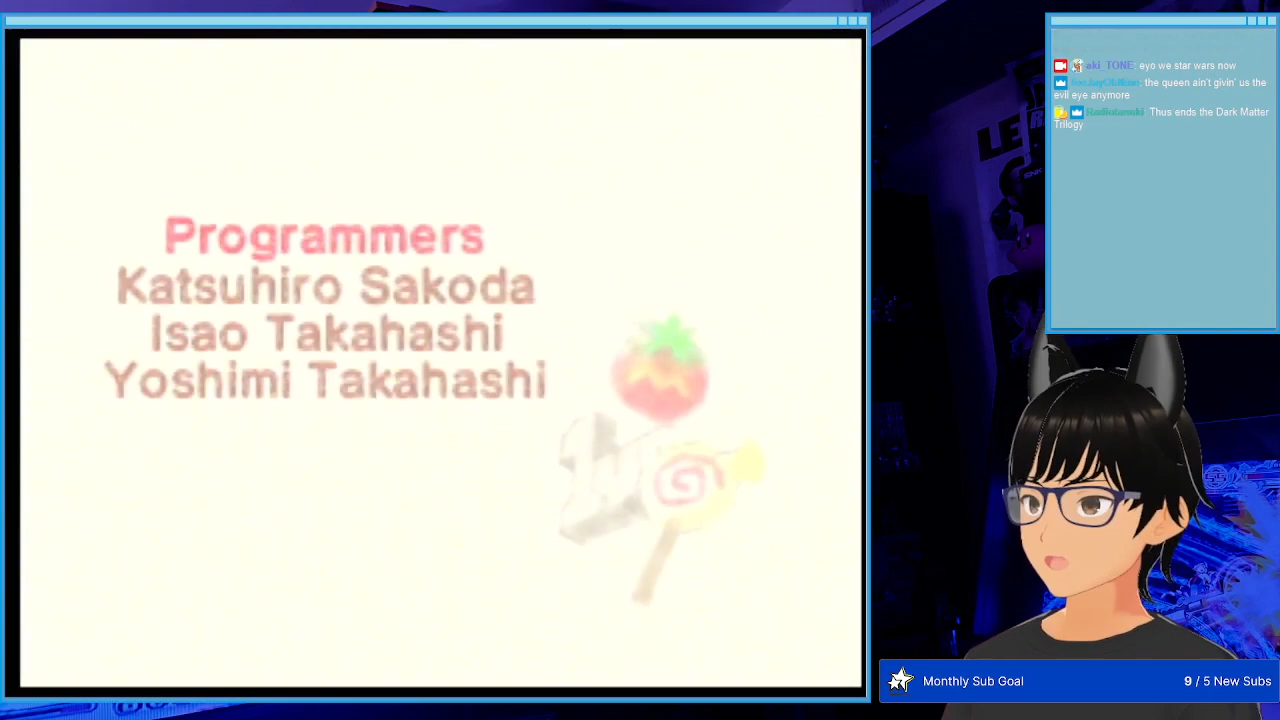 Programmers
Katsuhiro Sakoda
Isao Takahashi
Yoshimi Takahashi
aki_TONE: eyo we star wars now
the queen ain't givin' us the
evil eye anymore
Thus ends the Dark Matter
Trilogy
Monthly Sub Goal
9 / 5 New Subs